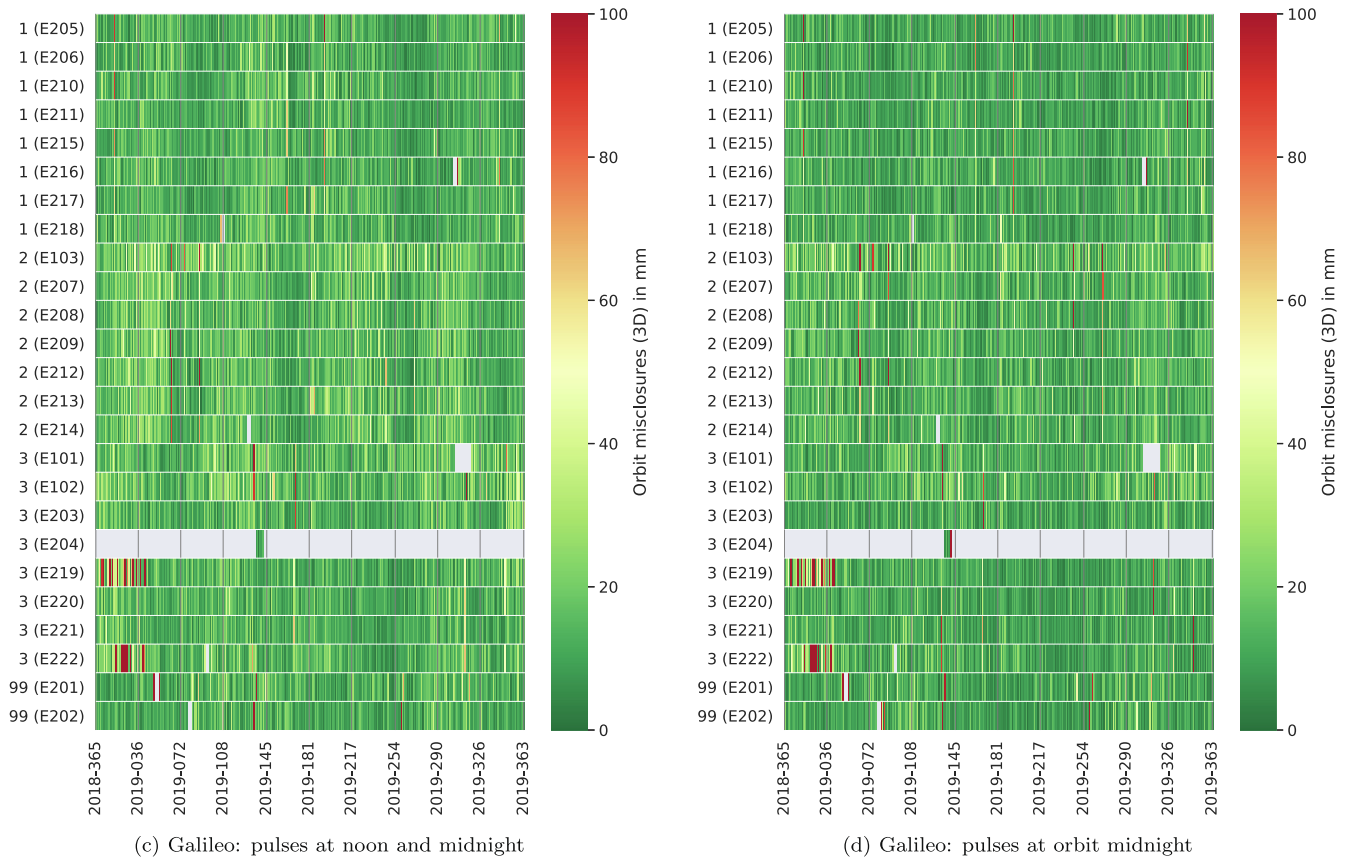 1 (E205)
1 (E206)
1 (E210)
1 (E211)
1 (E215)
1 (E216)
1 (E217)
1 (E218)
2 (E103)
2 (E207)
2 (E208)
2 (E209)
2 (E212)
2 (E213)
2 (E214)
3 (E101)
3 (E102)
3 (E203)
3 (E204)
3 (E219)
3 (E220)
3 (E221)
3 (E222)
99 (E201)
99 (E202)
2018-365
2019-036
2019-072
2019-108
2019-145
2019-181
2019-217
2019-254
2019-290
2019-326
2019-363
100
80
60
40
20
0
Orbit misclosures (3D) in mm
(c) Galileo: pulses at noon and midnight
1 (E205)
1 (E206)
1 (E210)
1 (E211)
1 (E215)
1 (E216)
1 (E217)
1 (E218)
2 (E103)
2 (E207)
2 (E208)
2 (E209)
2 (E212)
2 (E213)
2 (E214)
3 (E101)
3 (E102)
3 (E203)
3 (E204)
3 (E219)
3 (E220)
3 (E221)
3 (E222)
99 (E201)
99 (E202)
2018-365
2019-036
2019-072
2019-108
2019-145
2019-181
2019-217
2019-254
2019-290
2019-326
2019-363
100
80
60
40
20
0
Orbit misclosures (3D) in mm
(d) Galileo: pulses at orbit midnight